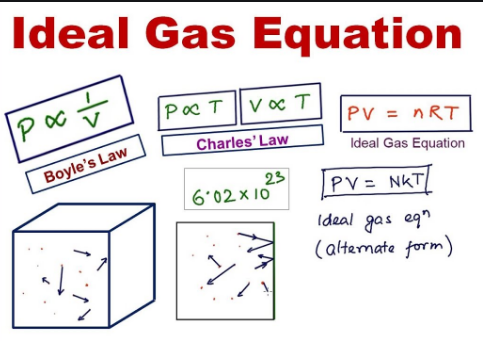 Ideal Gas Equation
P ∝ 1/V
Boyle's Law
P ∝ T
V ∝ T
Charles' Law
PV = nRT
Ideal Gas Equation
6·02 × 10²³
PV = NkT
Ideal gas eqⁿ
(alternate form)